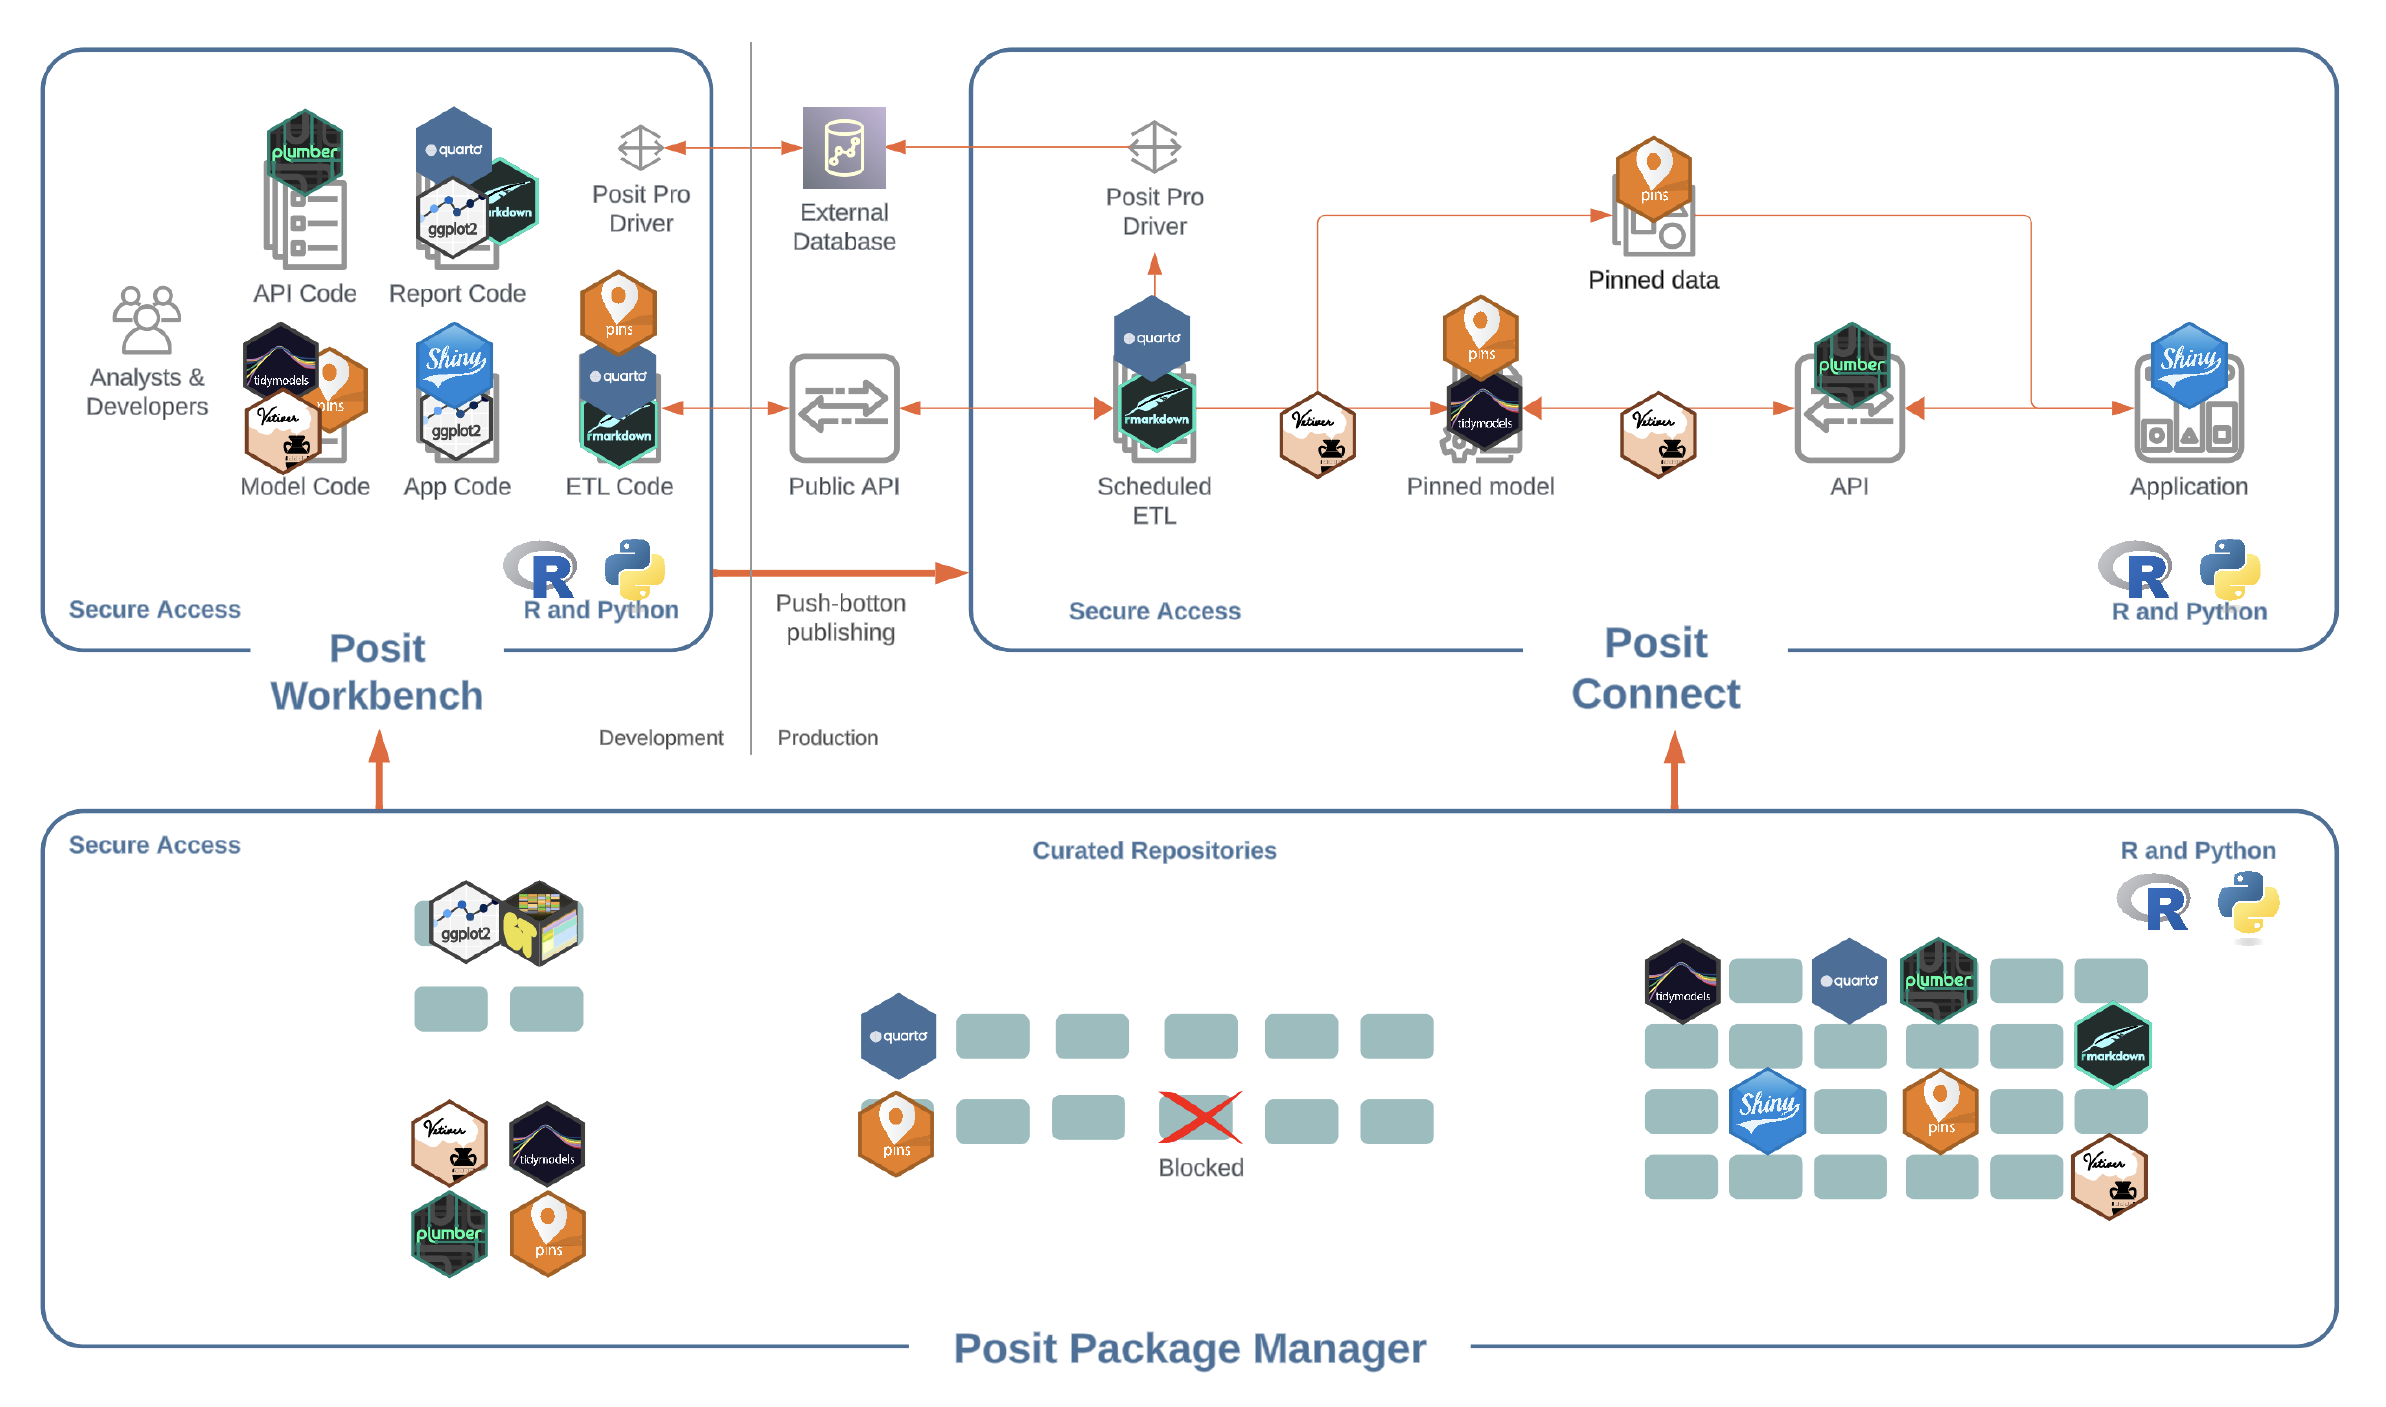 plumber
quarto
rmarkdown
ggplot2
API Code
Report Code
Analysts &
Developers
tidymodels
pins
Vetiver
Model Code
Shiny
ggplot2
App Code
pins
quarto
rmarkdown
ETL Code
Posit Pro
Driver
R
R and Python
Secure Access
Posit
Workbench
External
Database
Public API
Push-botton
publishing
Development
Production
Posit Pro
Driver
quarto
rmarkdown
Scheduled
ETL
Vetiver
pins
Pinned data
pins
tidymodels
Pinned model
Vetiver
plumber
API
Shiny
Application
R
R and Python
Secure Access
Posit
Connect
Secure Access
Curated Repositories
R and Python
R
ggplot2
GT
Vetiver
tidymodels
plumber
pins
quarto
pins
Blocked
tidymodels
quarto
plumber
rmarkdown
Shiny
pins
Vetiver
Posit Package Manager